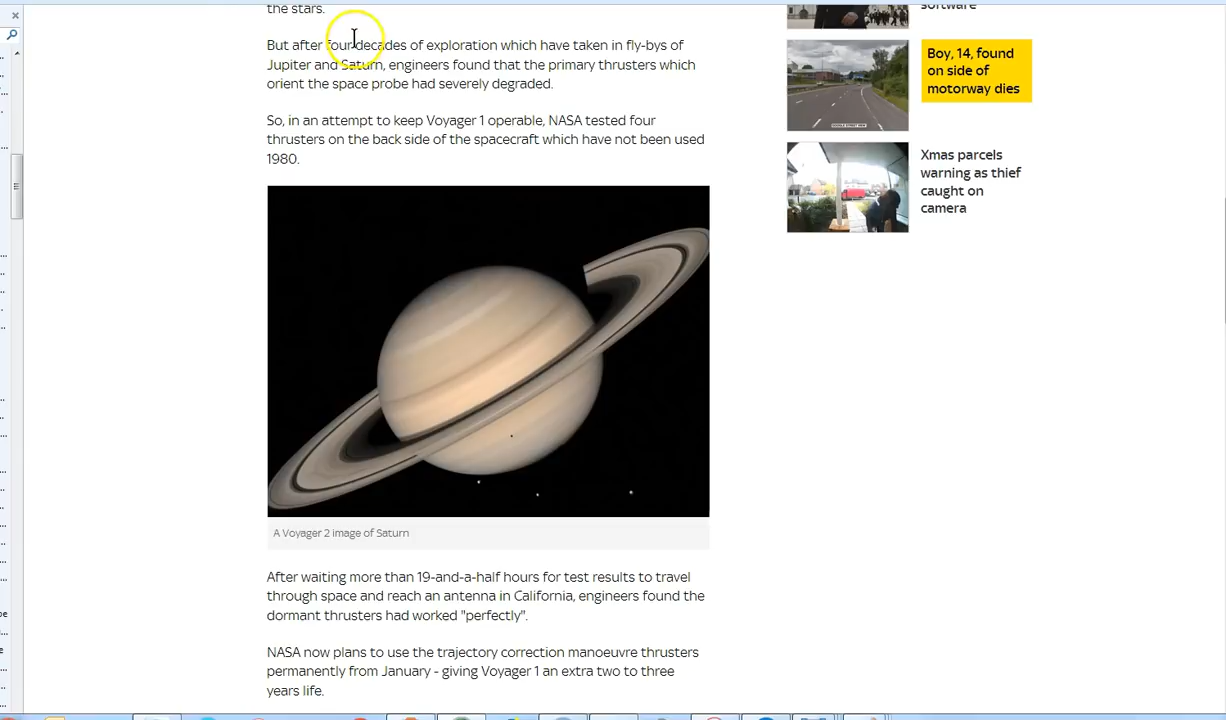 the stars.
But after four decades of exploration which have taken in fly-bys of
Jupiter and Saturn, engineers found that the primary thrusters which
orient the space probe had severely degraded.
So, in an attempt to keep Voyager 1 operable, NASA tested four
thrusters on the back side of the spacecraft which have not been used
1980.
A Voyager 2 image of Saturn
After waiting more than 19-and-a-half hours for test results to travel
through space and reach an antenna in California, engineers found the
dormant thrusters had worked "perfectly".
NASA now plans to use the trajectory correction manoeuvre thrusters
permanently from January - giving Voyager 1 an extra two to three
years life.
software
GOOGLE STREET VIEW
Boy, 14, found
on side of
motorway dies
Xmas parcels
warning as thief
caught on
camera